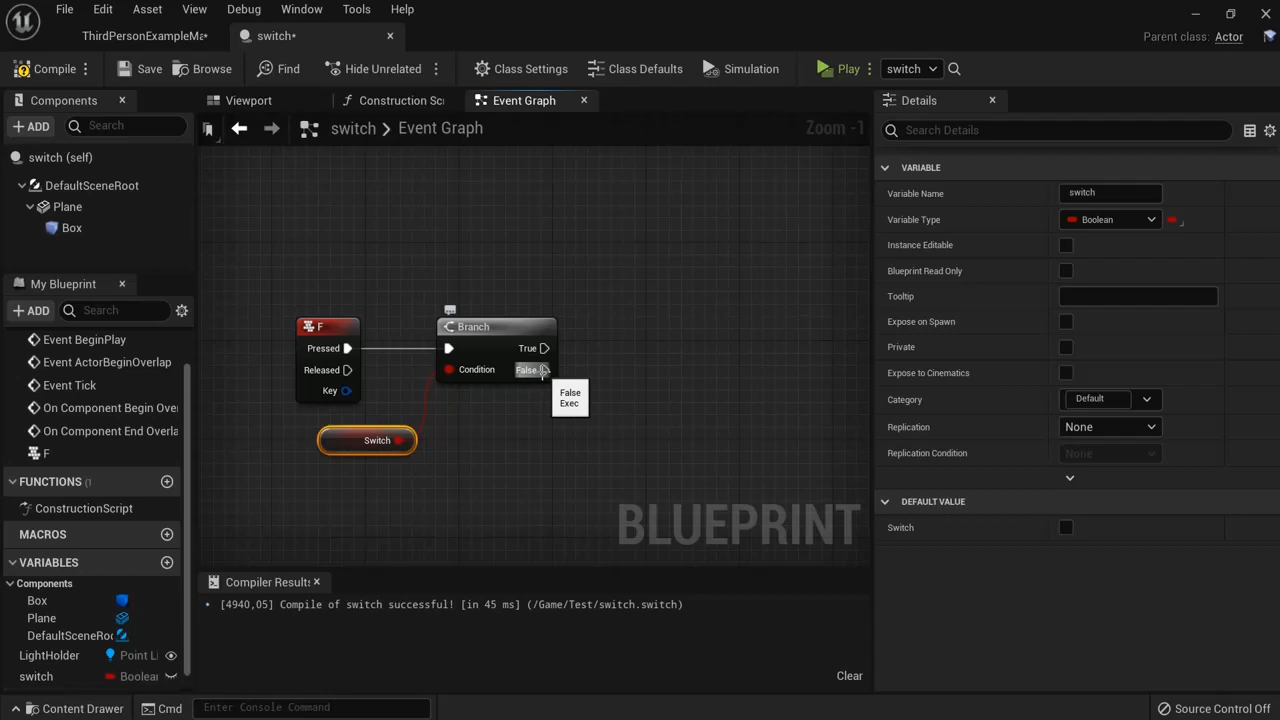 File Edit Asset View Debug Window Tools Help
ThirdPersonExampleMa*
switch*
Parent class: Actor
Compile
Save
Browse
Find
Hide Unrelated
Class Settings
Class Defaults
Simulation
Play
switch
Components
Viewport
Construction Scr
Event Graph
Details
ADD
Search
switch > Event Graph
Zoom -1
Search Details
switch (self)
DefaultSceneRoot
Plane
Box
My Blueprint
ADD
Search
Event BeginPlay
Event ActorBeginOverlap
Event Tick
On Component Begin Over
On Component End Overla
F
FUNCTIONS (1
ConstructionScript
MACROS
VARIABLES
Components
Box
Plane
DefaultSceneRoo
LightHolder
Point Li
switch
Boolean
F
Pressed
Released
Key
Branch
True
Condition
False
False
Exec
Switch
BLUEPRINT
VARIABLE
Variable Name
switch
Variable Type
Boolean
Instance Editable
Blueprint Read Only
Tooltip
Expose on Spawn
Private
Expose to Cinematics
Category
Default
Replication
None
Replication Condition
None
DEFAULT VALUE
Switch
Compiler Results
[4940,05] Compile of switch successful! [in 45 ms] (/Game/Test/switch.switch)
Clear
Content Drawer
Cmd
Enter Console Command
Source Control Off